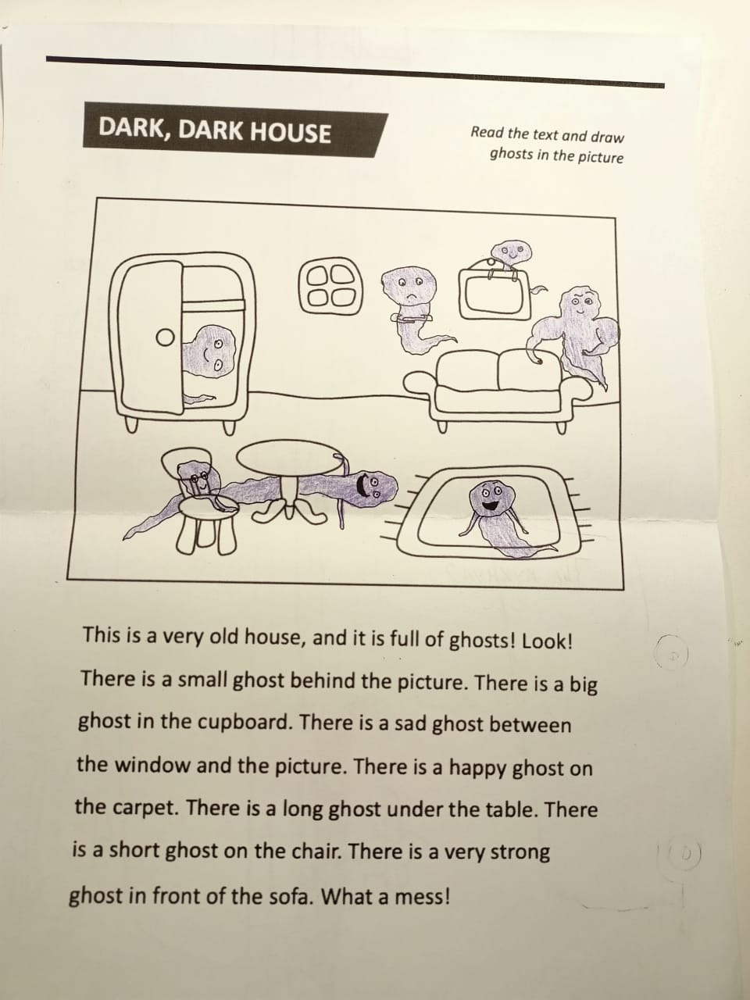 DARK, DARK HOUSE
Read the text and draw
ghosts in the picture
This is a very old house, and it is full of ghosts! Look!
There is a small ghost behind the picture. There is a big
ghost in the cupboard. There is a sad ghost between
the window and the picture. There is a happy ghost on
the carpet. There is a long ghost under the table. There
is a short ghost on the chair. There is a very strong
ghost in front of the sofa. What a mess!